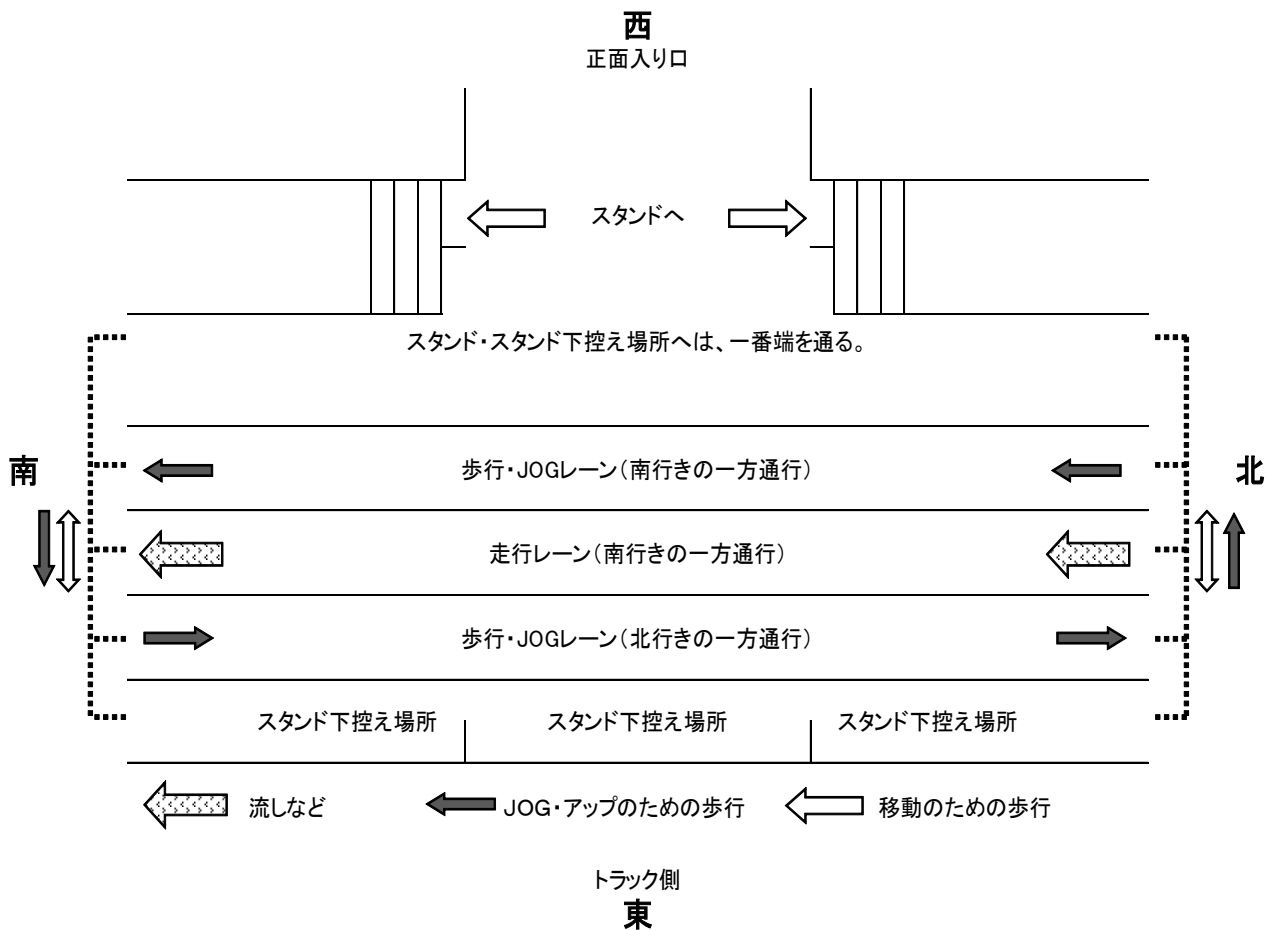 西
正面入り口
スタンドへ
スタンド・スタンド下控え場所へは、一番端を通る。
南
歩行・JOGレーン(南行きの一方通行)
北
走行レーン(南行きの一方通行)
歩行・JOGレーン(北行きの一方通行)
スタンド下控え場所 スタンド下控え場所 スタンド下控え場所
流しなど JOG・アップのための歩行 移動のための歩行
トラック側
東